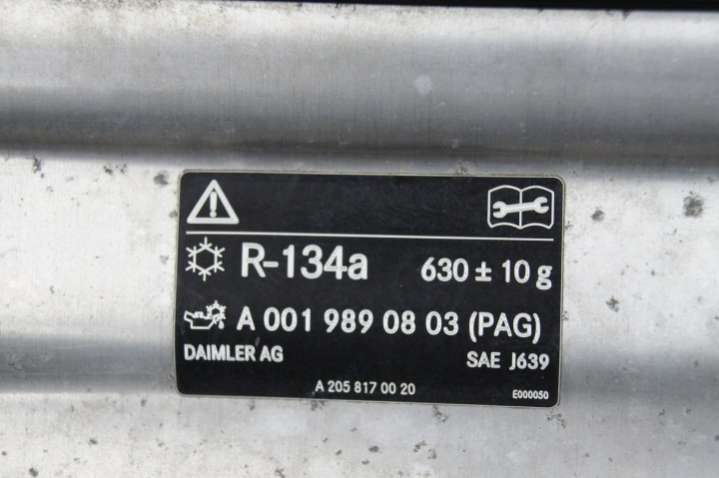 R-134a 630 ± 10 g
A 001 989 08 03 (PAG)
DAIMLER AG SAE J639
A 205 817 00 20 E000050